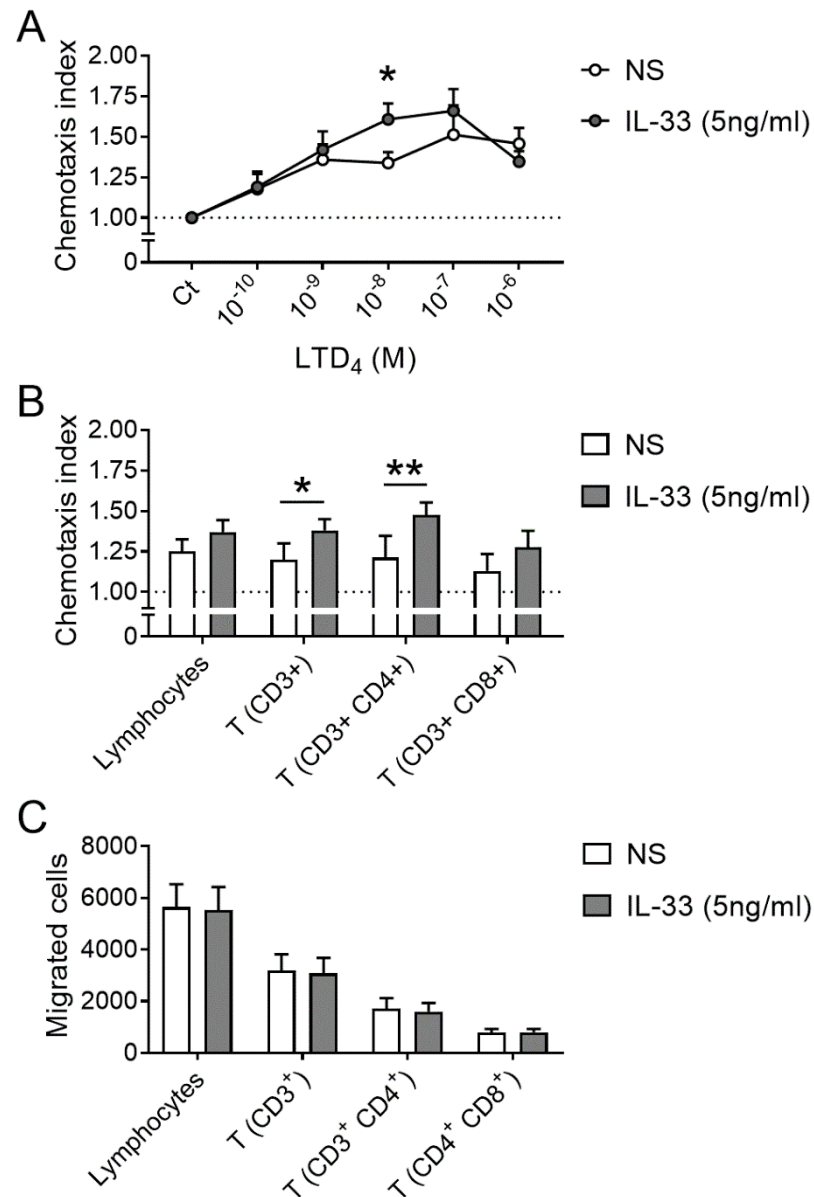 A
Chemotaxis index
2.00
1.75
1.50
1.25
1.00
0
*
NS
IL-33 (5ng/ml)
Ct
10⁻¹⁰
10⁻⁹
10⁻⁸
10⁻⁷
10⁻⁶
LTD₄ (M)
B
Chemotaxis index
2.00
1.75
1.50
1.25
1.00
0
*
**
NS
IL-33 (5ng/ml)
Lymphocytes
T (CD3+)
T (CD3+ CD4+)
T (CD3+ CD8+)
C
Migrated cells
8000
6000
4000
2000
0
NS
IL-33 (5ng/ml)
Lymphocytes
T (CD3⁺)
T (CD3⁺ CD4⁺)
T (CD4⁺ CD8⁺)